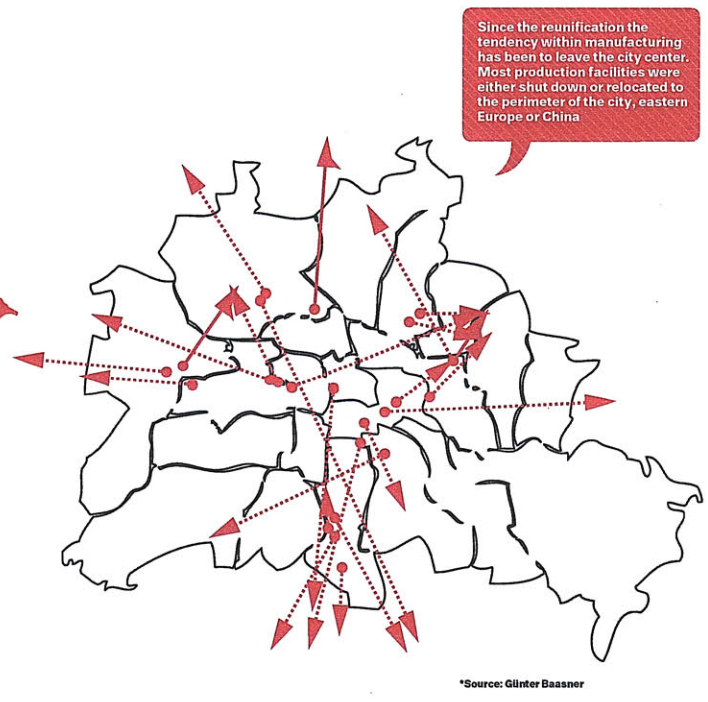 Since the reunification the
tendency within manufacturing
has been to leave the city center.
Most production facilities were
either shut down or relocated to
the perimeter of the city, eastern
Europe or China
*Source: Günter Baasner